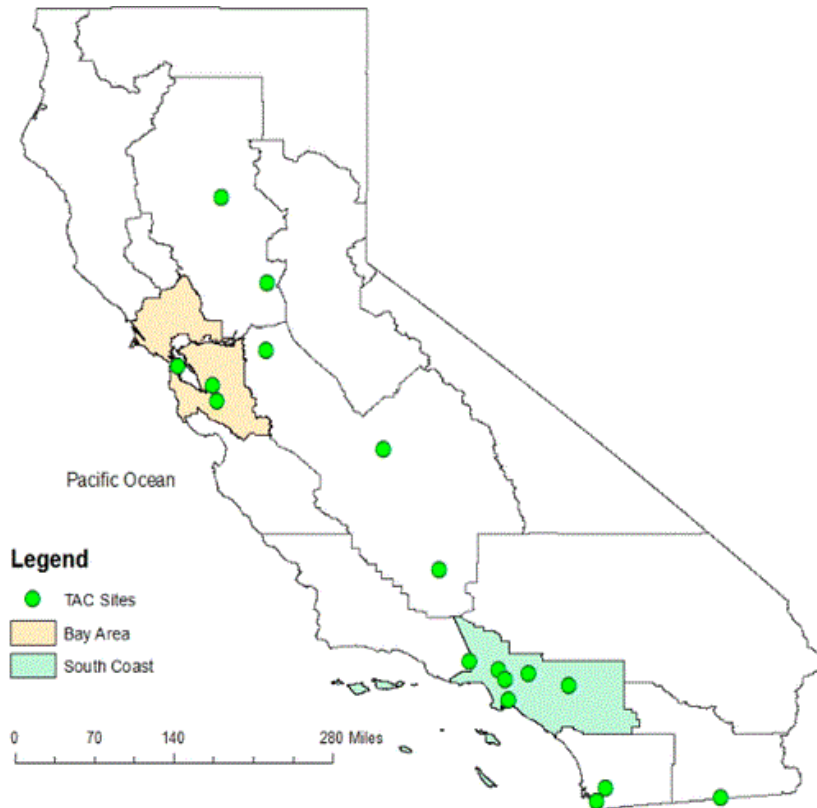 Pacific Ocean
Legend
TAC Sites
Bay Area
South Coast
0 70 140 280 Miles